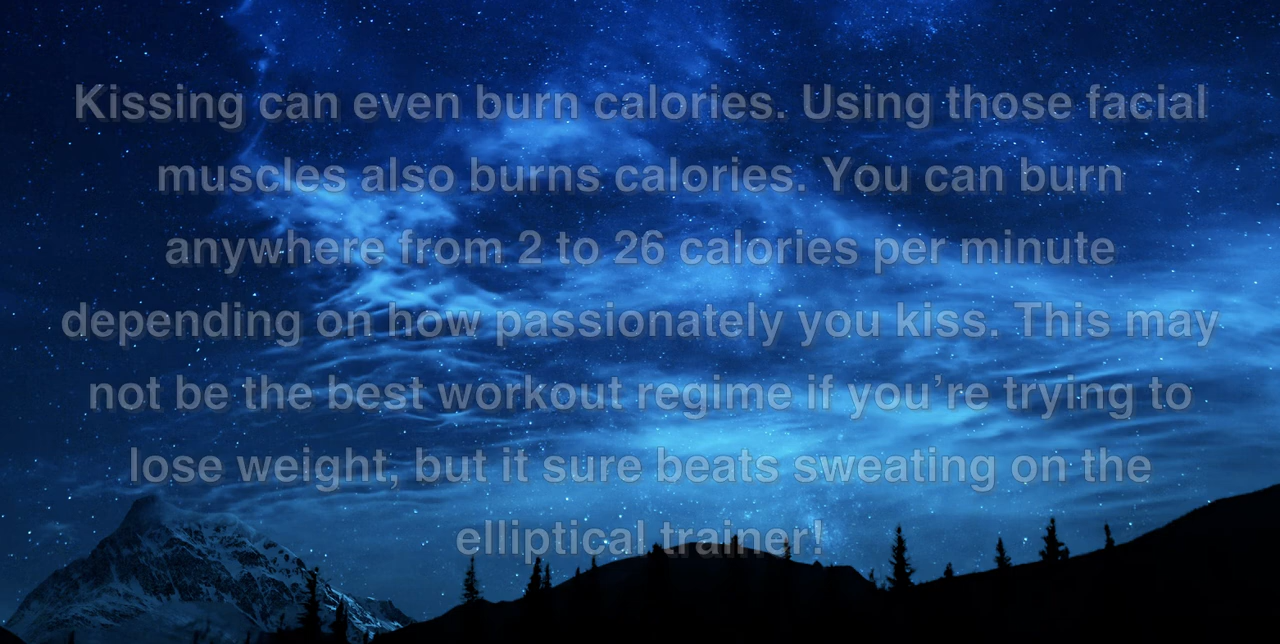 Kissing can even burn calories. Using those facial
muscles also burns calories. You can burn
anywhere from 2 to 26 calories per minute
depending on how passionately you kiss. This may
not be the best workout regime if you’re trying to
lose weight, but it sure beats sweating on the
elliptical trainer!